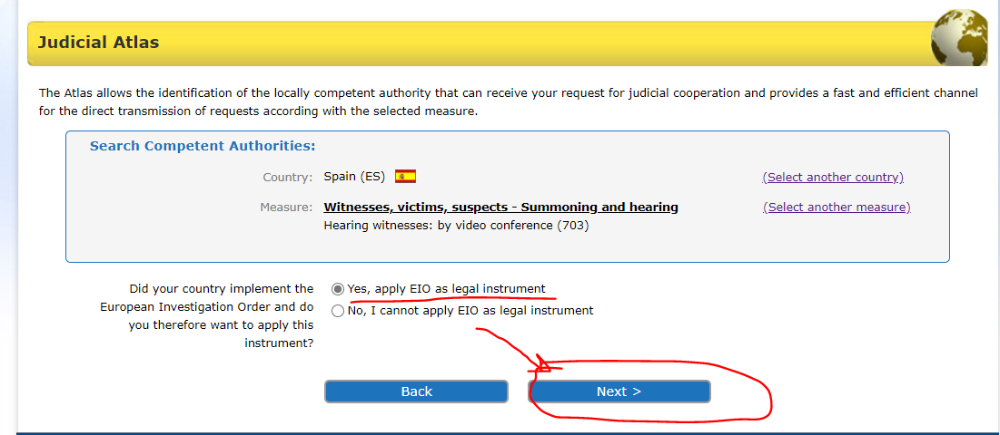 Judicial Atlas
The Atlas allows the identification of the locally competent authority that can receive your request for judicial cooperation and provides a fast and efficient channel
for the direct transmission of requests according with the selected measure.
Search Competent Authorities:
Country: Spain (ES) (Select another country)
Measure: Witnesses, victims, suspects - Summoning and hearing (Select another measure)
Hearing witnesses: by video conference (703)
Did your country implement the Yes, apply EIO as legal instrument
European Investigation Order and do No, I cannot apply EIO as legal instrument
you therefore want to apply this
instrument?
Back Next >